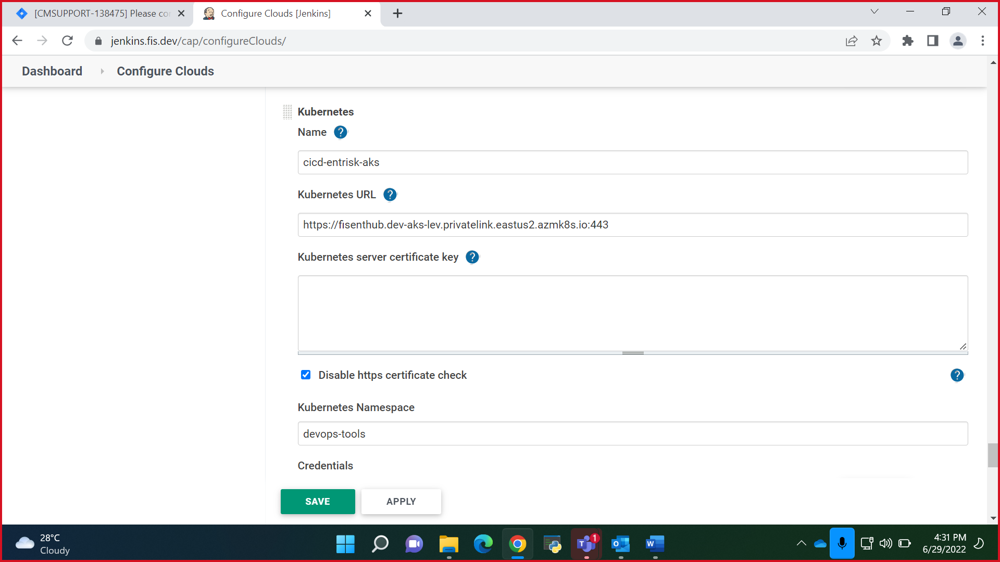 [CMSUPPORT-138475] Please co
Configure Clouds [Jenkins]
jenkins.fis.dev/cap/configureClouds/
Dashboard
Configure Clouds
Kubernetes
Name ?
cicd-entrisk-aks
Kubernetes URL ?
https://fisenthub.dev-aks-lev.privatelink.eastus2.azmk8s.io:443
Kubernetes server certificate key ?
Disable https certificate check ?
Kubernetes Namespace
devops-tools
Credentials
SAVE
APPLY
28°C
Cloudy
1
4:31 PM
6/29/2022